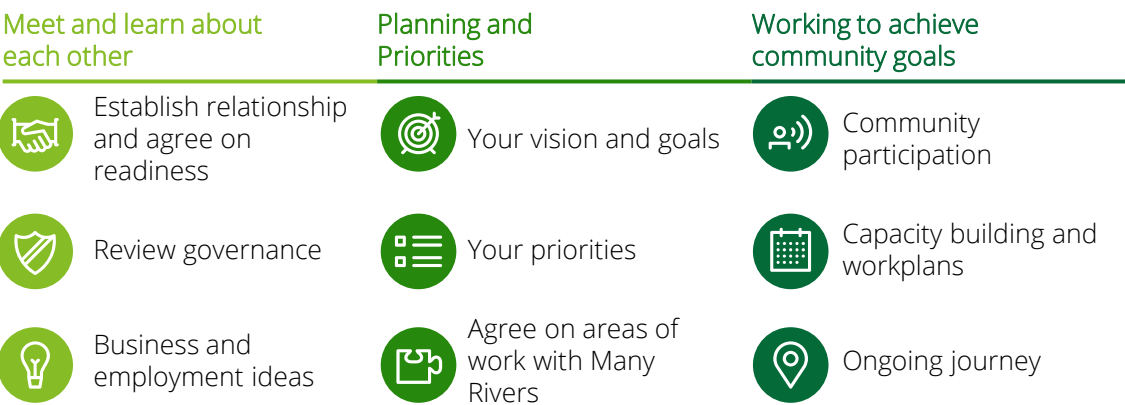 Meet and learn about
each other
Establish relationship
and agree on
readiness
Review governance
Business and
employment ideas
Planning and
Priorities
Your vision and goals
Your priorities
Agree on areas of
work with Many
Rivers
Working to achieve
community goals
Community
participation
Capacity building and
workplans
Ongoing journey